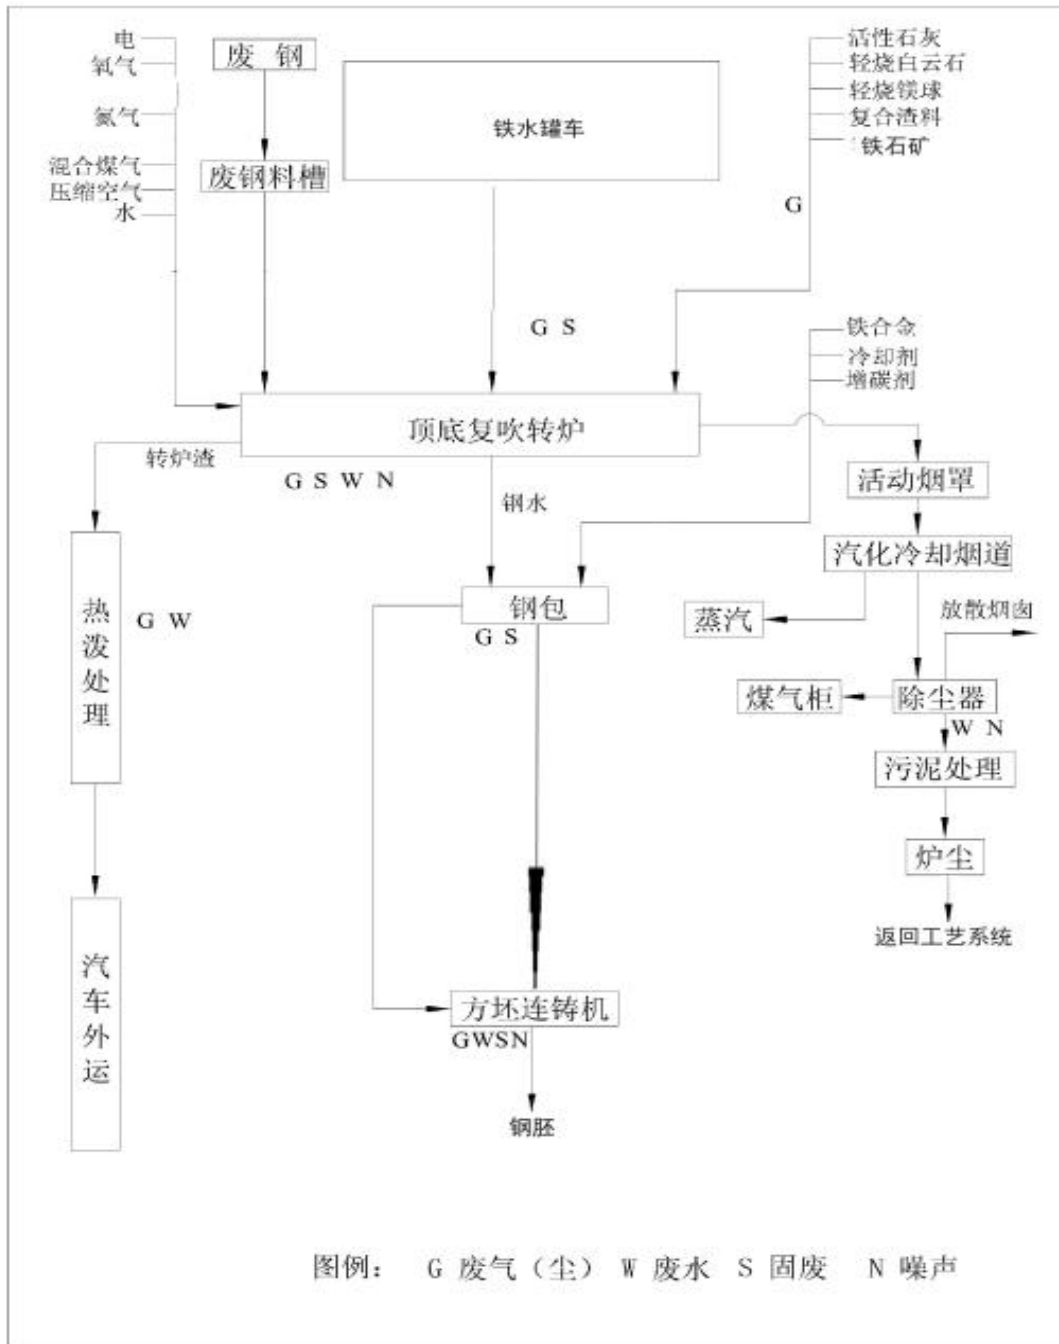 电
氧气
氮气
混合煤气
压缩空气
水
废 钢
废钢料槽
铁水罐车
活性石灰
轻烧白云石
轻烧镁球
复合渣料
铁石矿
G
G S
铁合金
冷却剂
增碳剂
顶底复吹转炉
转炉渣
G S W N
钢水
活动烟罩
汽化冷却烟道
热泼处理
G W
钢包
G S
蒸汽
放散烟卤
煤气柜
除尘器
W N
污泥处理
炉尘
返回工艺系统
汽车外运
方坯连铸机
GWSN
钢胚
图例： G 废气（尘） W 废水 S 固废 N 噪声